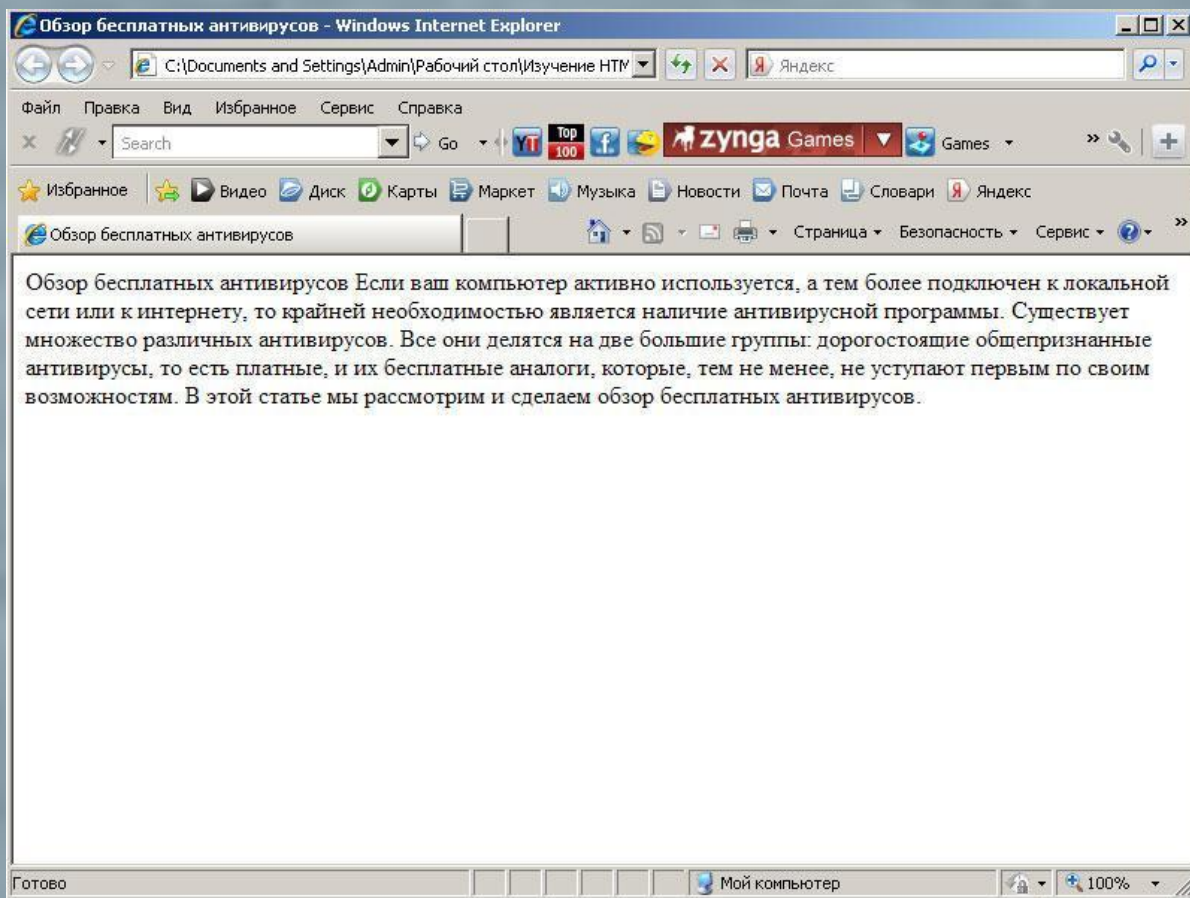 Обзор бесплатных антивирусов - Windows Internet Explorer
C:\Documents and Settings\Admin\Рабочий стол\Изучение HTM Я Яндекс
Файл Правка Вид Избранное Сервис Справка
Search Go YT Top 100 f zynga Games Games
Избранное Видео Диск Карты Маркет Музыка Новости Почта Словари Я Яндекс
Обзор бесплатных антивирусов Страница Безопасность Сервис
Обзор бесплатных антивирусов Если ваш компьютер активно используется, а тем более подключен к локальной
сети или к интернету, то крайней необходимостью является наличие антивирусной программы. Существует
множество различных антивирусов. Все они делятся на две большие группы: дорогостоящие общепризнанные
антивирусы, то есть платные, и их бесплатные аналоги, которые, тем не менее, не уступают первым по своим
возможностям. В этой статье мы рассмотрим и сделаем обзор бесплатных антивирусов.
Готово Мой компьютер 100%